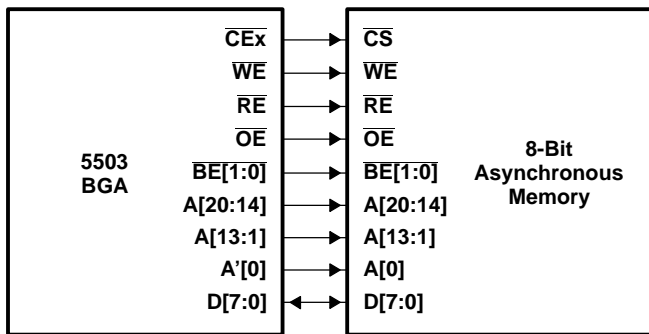 CEx CS
WE WE
RE RE
OE OE
5503
BGA
BE[1:0] BE[1:0]
8-Bit
Asynchronous
Memory
A[20:14] A[20:14]
A[13:1] A[13:1]
A'[0] A[0]
D[7:0] D[7:0]